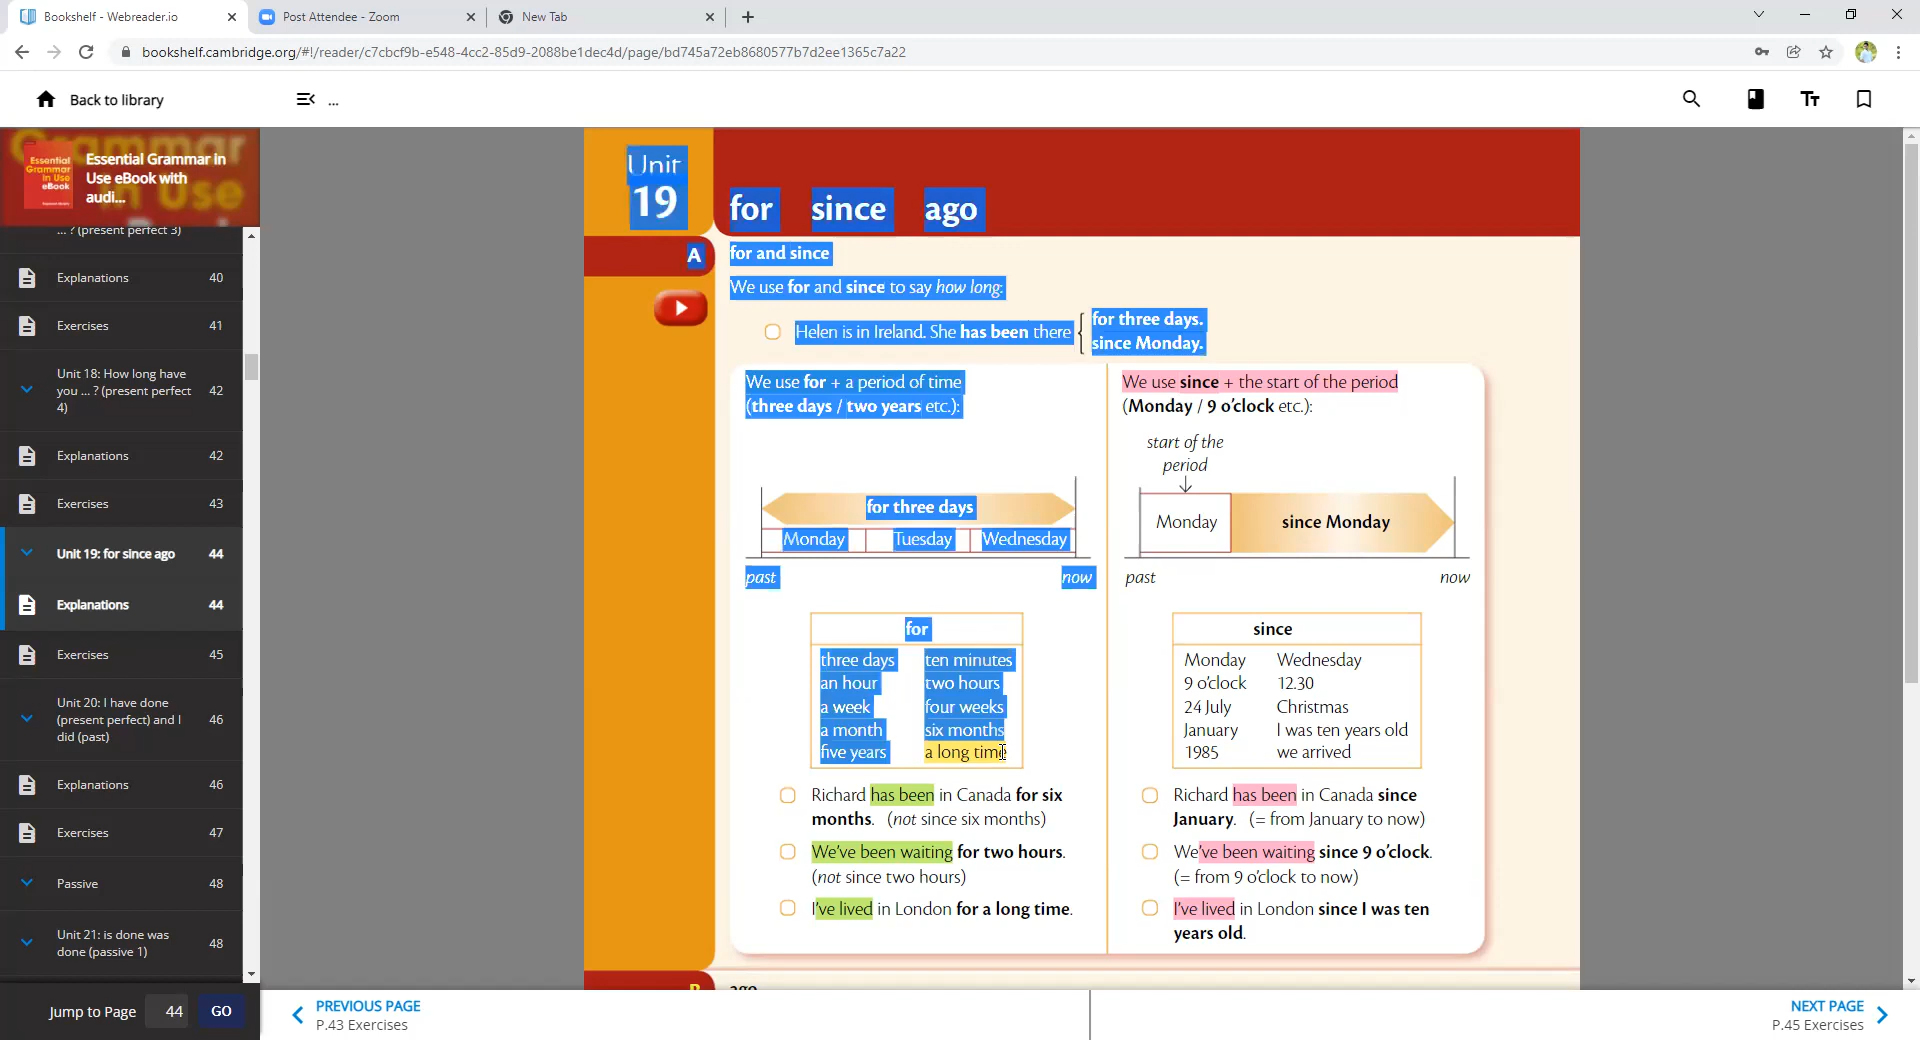 Bookshelf - Webreader.io
Post Attendee - Zoom
New Tab
bookshelf.cambridge.org/#!/reader/c7cbcf9b-e548-4cc2-85d9-2088be1dec4d/page/bd745a72eb8680577b7d2ee1365c7a22
Back to library
...
Essential Grammar in Use eBook
Essential Grammar in
Use eBook with
audi...
... ? (present perfect 3)
Explanations 40
Exercises 41
Unit 18: How long have
you ... ? (present perfect 42
4)
Explanations 42
Exercises 43
Unit 19: for since ago 44
Explanations 44
Exercises 45
Unit 20: I have done
(present perfect) and I 46
did (past)
Explanations 46
Exercises 47
Passive 48
Unit 21: is done was 48
done (passive 1)
Jump to Page 44 GO
Unit
19
for since ago
A
for and since
We use for and since to say how long:
Helen is in Ireland. She has been there
for three days.
since Monday.
We use for + a period of time
(three days / two years etc.):
for three days
Monday Tuesday Wednesday
past now
for
three days ten minutes
an hour two hours
a week four weeks
a month six months
five years a long time
Richard has been in Canada for six
months. (not since six months)
We've been waiting for two hours.
(not since two hours)
I've lived in London for a long time.
We use since + the start of the period
(Monday / 9 o'clock etc.):
start of the
period
Monday since Monday
past now
since
Monday Wednesday
9 o'clock 12.30
24 July Christmas
January I was ten years old
1985 we arrived
Richard has been in Canada since
January. (= from January to now)
We've been waiting since 9 o'clock.
(= from 9 o'clock to now)
I've lived in London since I was ten
years old.
PREVIOUS PAGE
P.43 Exercises
NEXT PAGE
P.45 Exercises